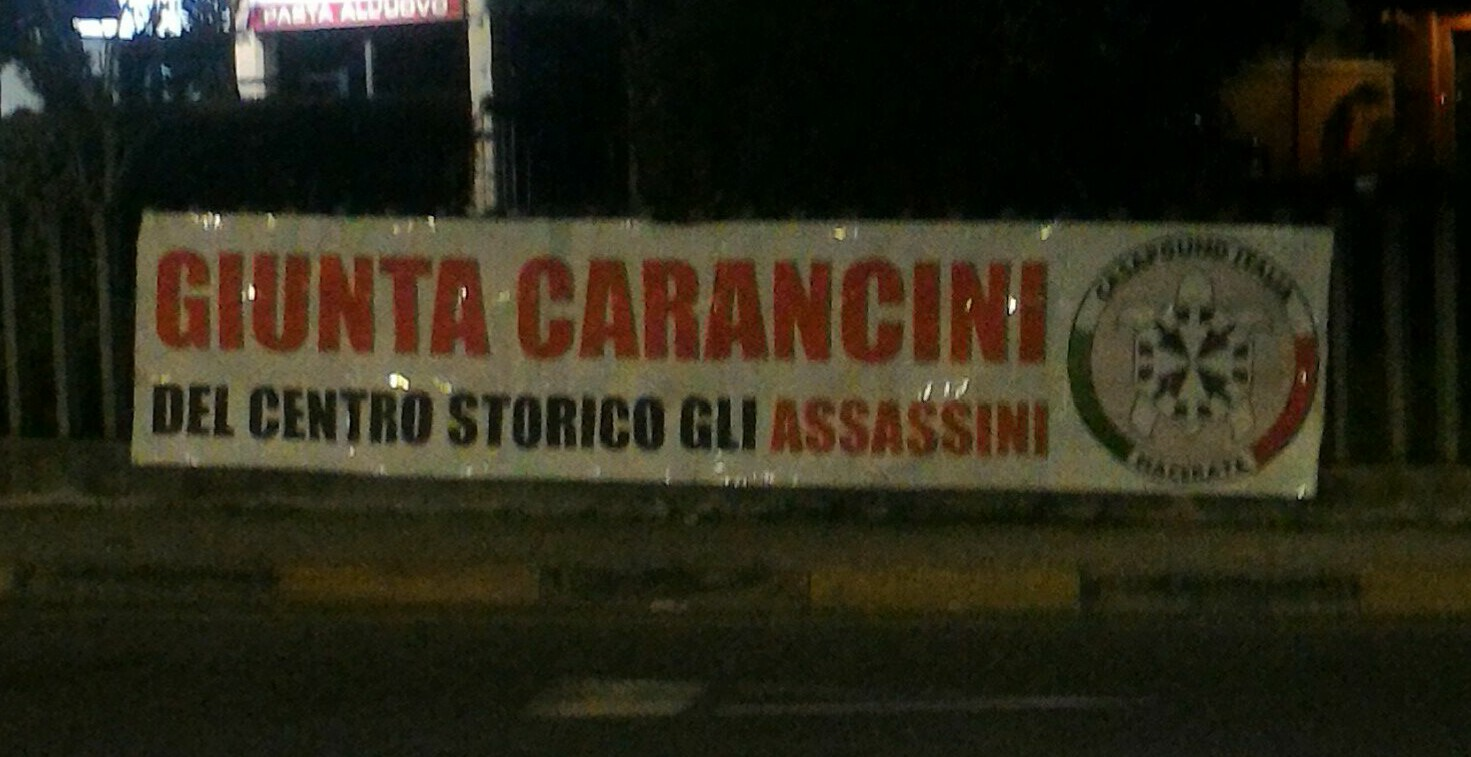 PASTA ALL'UOVO
GIUNTA CARANCINI
DEL CENTRO STORICO GLI ASSASSINI
CASAPOUND ITALIA
MACERATA